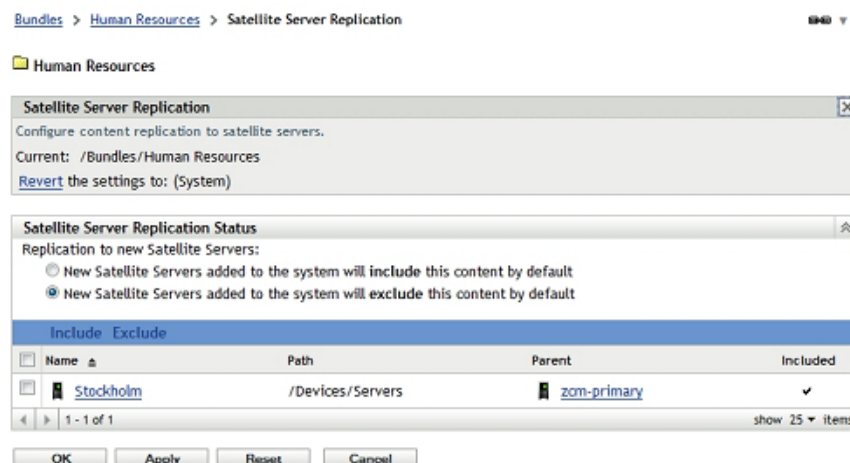 Bundles > Human Resources > Satellite Server Replication
Human Resources
Satellite Server Replication
Configure content replication to satellite servers.
Current: /Bundles/Human Resources
Revert the settings to: (System)
Satellite Server Replication Status
Replication to new Satellite Servers:
New Satellite Servers added to the system will include this content by default
New Satellite Servers added to the system will exclude this content by default
Include Exclude
Name Path Parent Included
Stockholm /Devices/Servers zcm-primary
1 - 1 of 1 show 25 items
OK Apply Reset Cancel